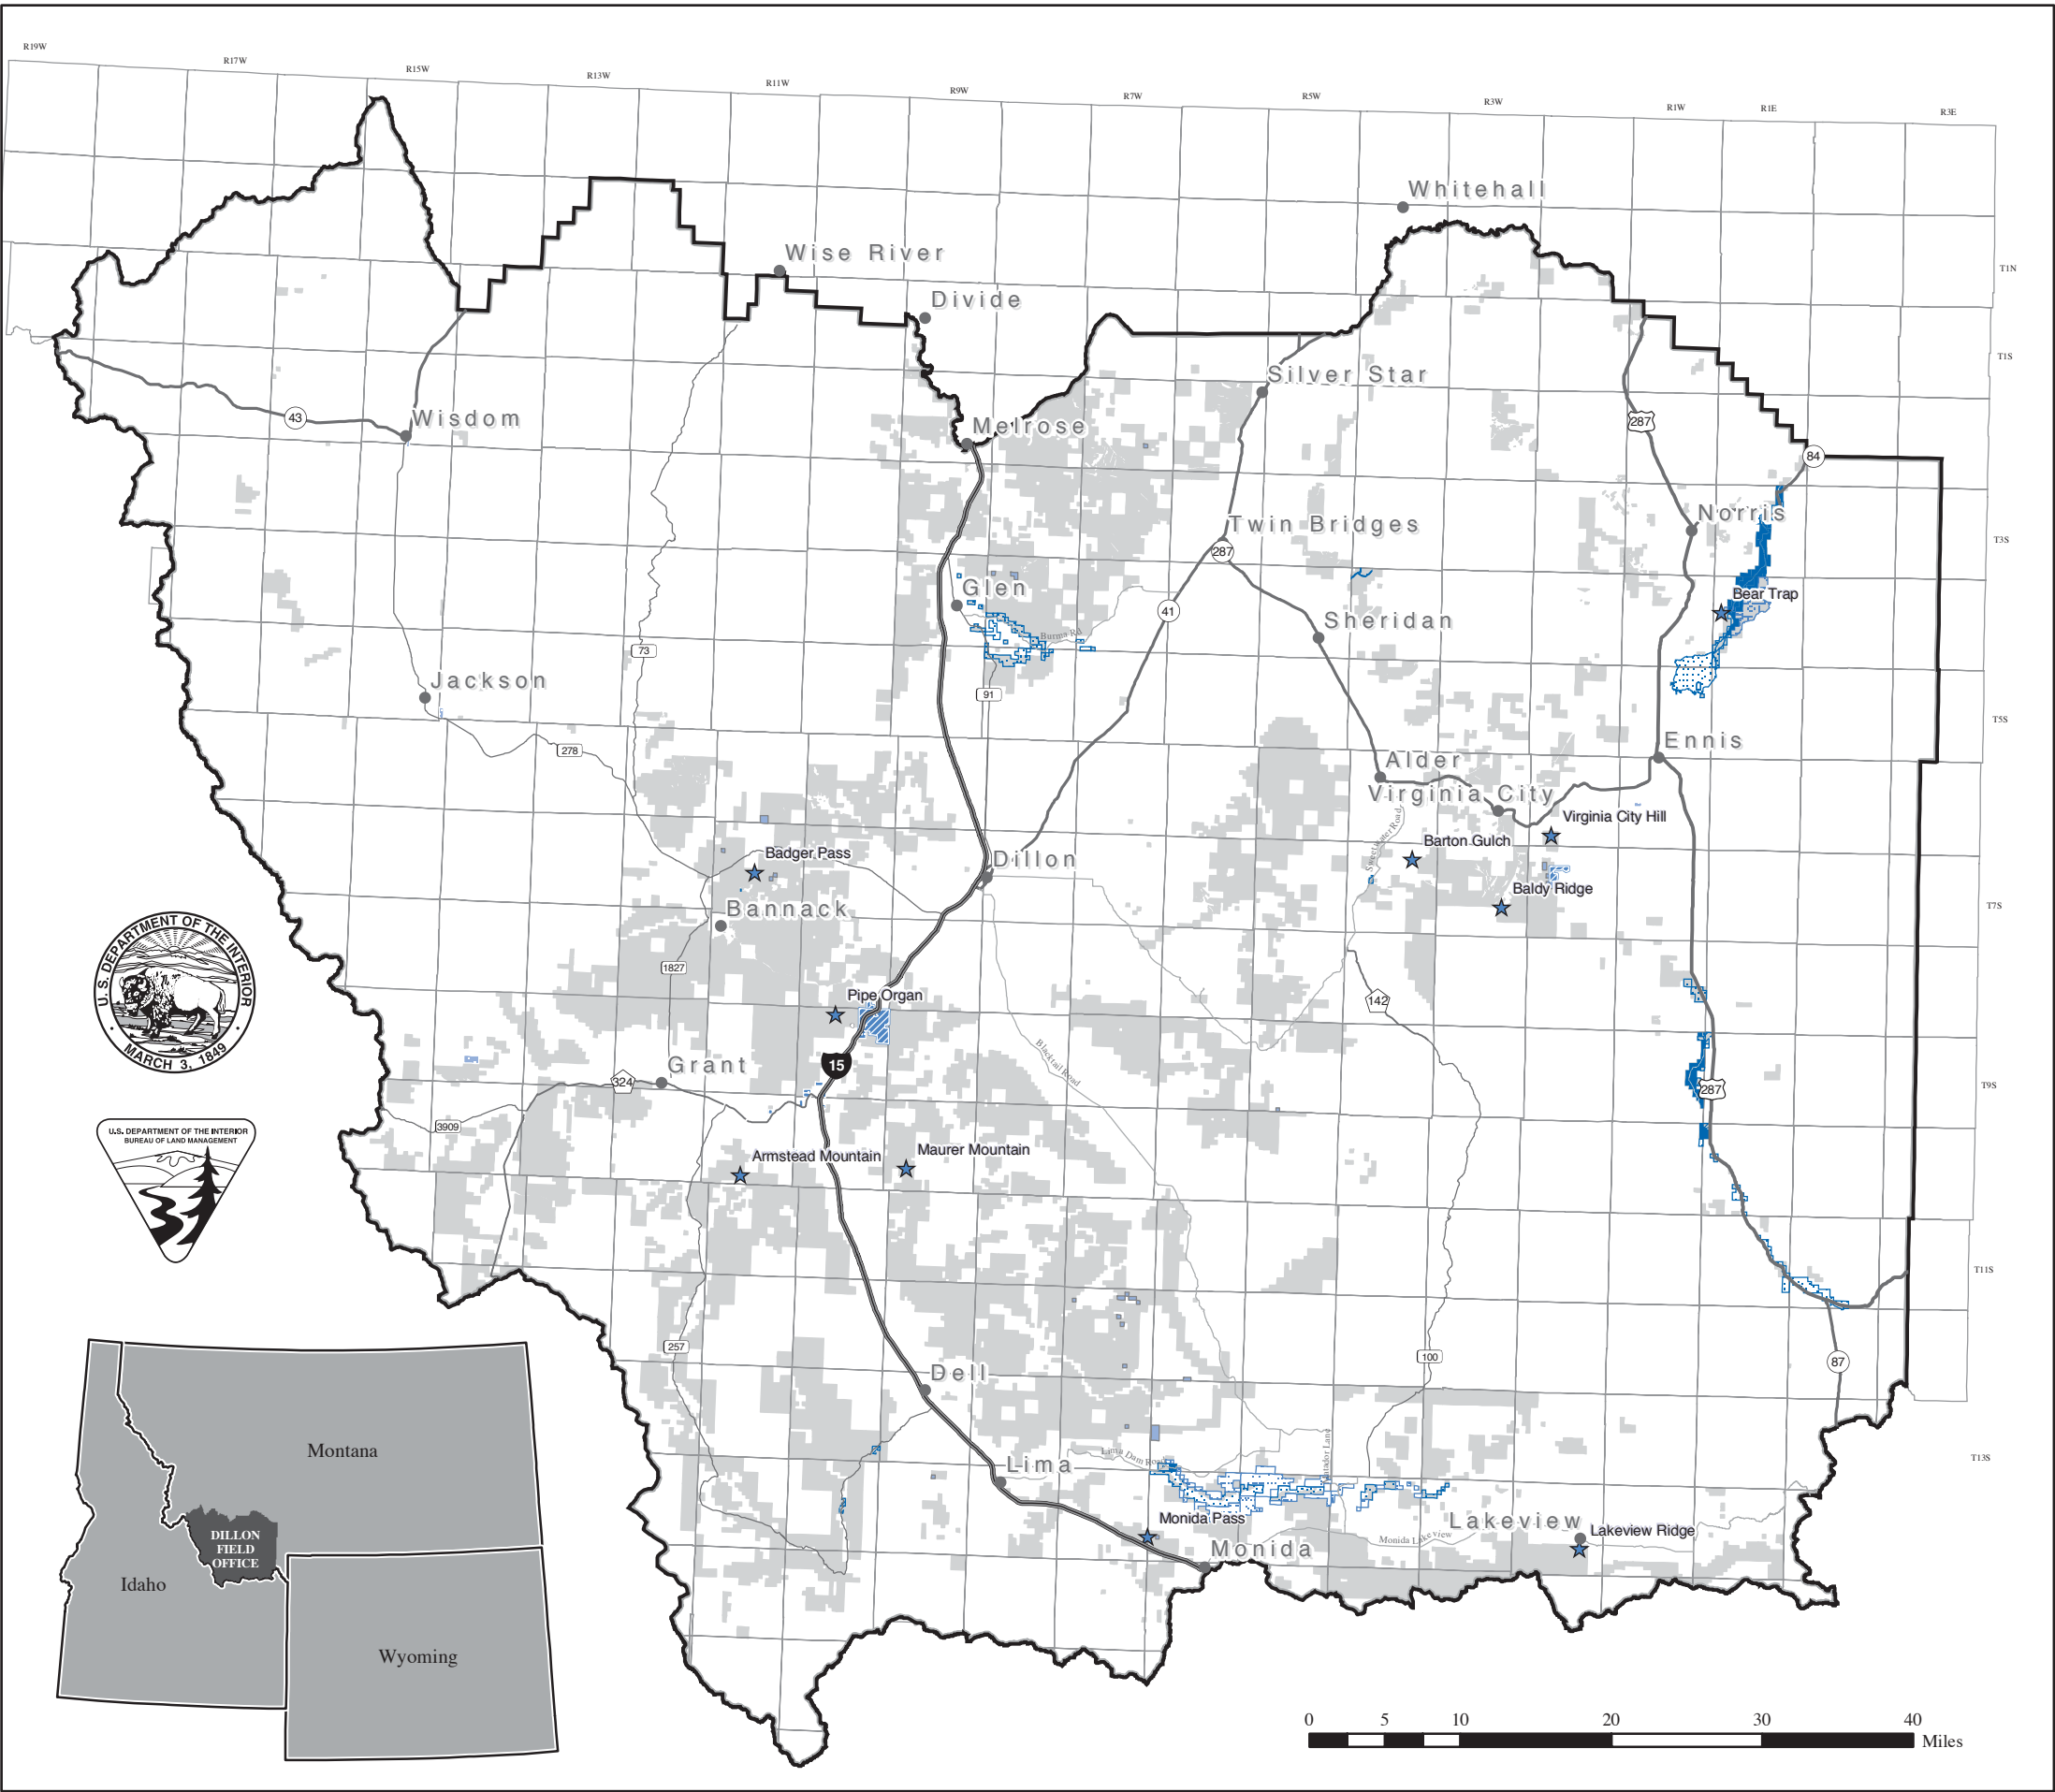 R19W
R17W
R15W
R13W
R11W
R9W
R7W
R5W
R3W
R1W
R1E
R3E
Whitehall
Wise River
T1N
Divide
T1S
Silver Star
43
Wisdom
Melrose
287
84
Norris
Twin Bridges
T3S
287
Glen
Bear Trap
41
Sheridan
Burma Rd
73
Jackson
91
T5S
278
Ennis
Alder
Virginia City
Virginia City Hill
Sweetwater Road
Barton Gulch
Badger Pass
Dillon
Baldy Ridge
Bannack
T7S
U.S. DEPARTMENT OF THE INTERIOR
MARCH 3, 1849
1827
Pipe Organ
142
Blacktail Road
Grant
15
324
287
T9S
3909
U.S. DEPARTMENT OF THE INTERIOR
BUREAU OF LAND MANAGEMENT
Armstead Mountain
Maurer Mountain
T11S
257
100
87
Dell
Montana
Lima Dam Road
T13S
Lima
Monida Pass
Lakeview
Lakeview Ridge
Monida Lakeview
Monida
DILLON
FIELD
OFFICE
Idaho
Wyoming
0 5 10 20 30 40
Miles